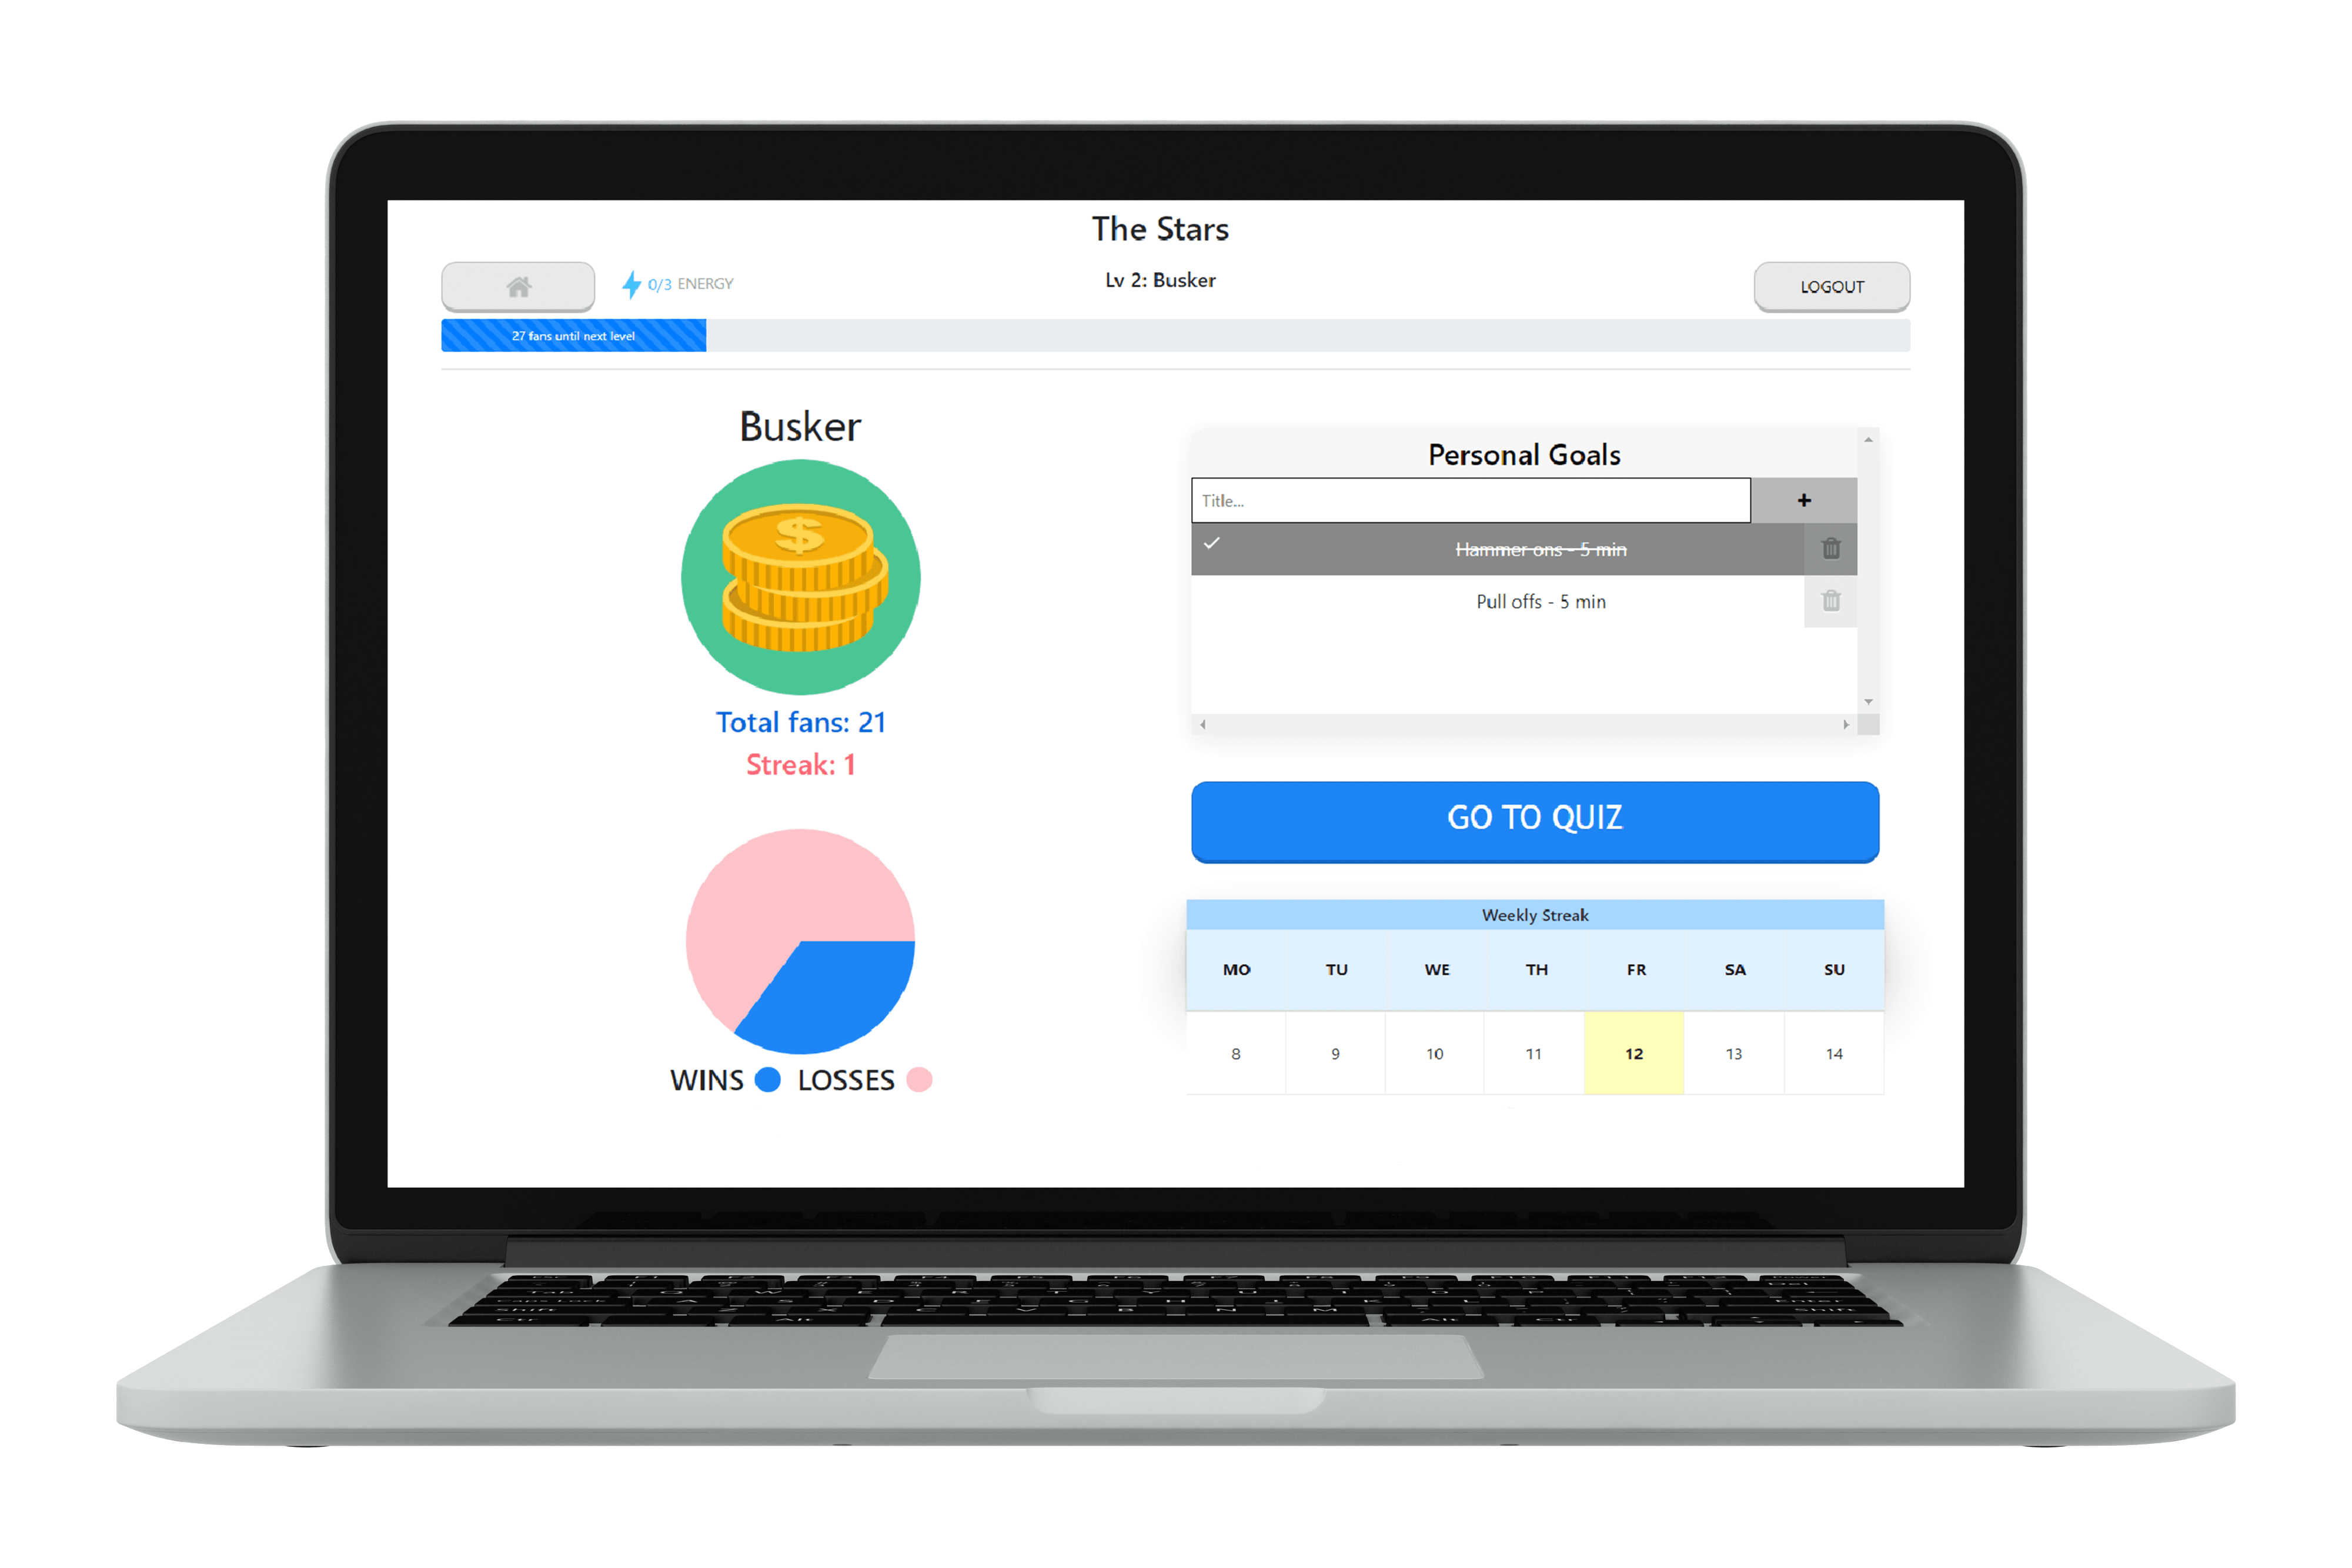 The Stars
0/3 ENERGY
Lv 2: Busker
LOGOUT
27 fans until next level
Busker
$
Total fans: 21
Streak: 1
WINS LOSSES
Personal Goals
Title...
+
Hammer ons - 5 min
Pull offs - 5 min
GO TO QUIZ
Weekly Streak
MO TU WE TH FR SA SU
8 9 10 11 12 13 14